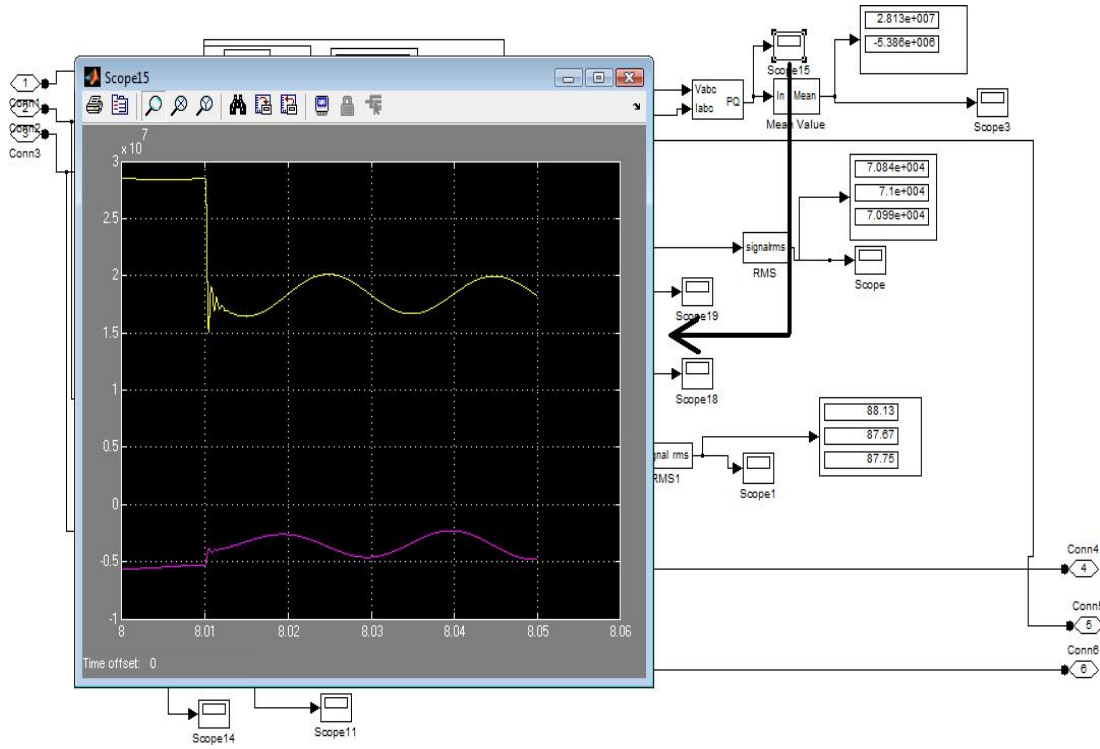 Scope15
x 10
7
3
2.5
2
1.5
1
0.5
0
-0.5
-1
8
8.01
8.02
8.03
8.04
8.05
8.06
Time offset: 0
1
Conn1
2
Conn2
3
Conn3
Vabc
Iabc
PQ
Scope15
In Mean
Mean Value
2.813e+007
-5.386e+006
Scope3
7.084e+004
7.1e+004
7.099e+004
signalrms
RMS
Scope
Scope19
Scope18
88.13
87.67
87.75
gnal rms
RMS1
Scope1
Conn4
4
Conn5
5
Conn6
6
Scope14
Scope11